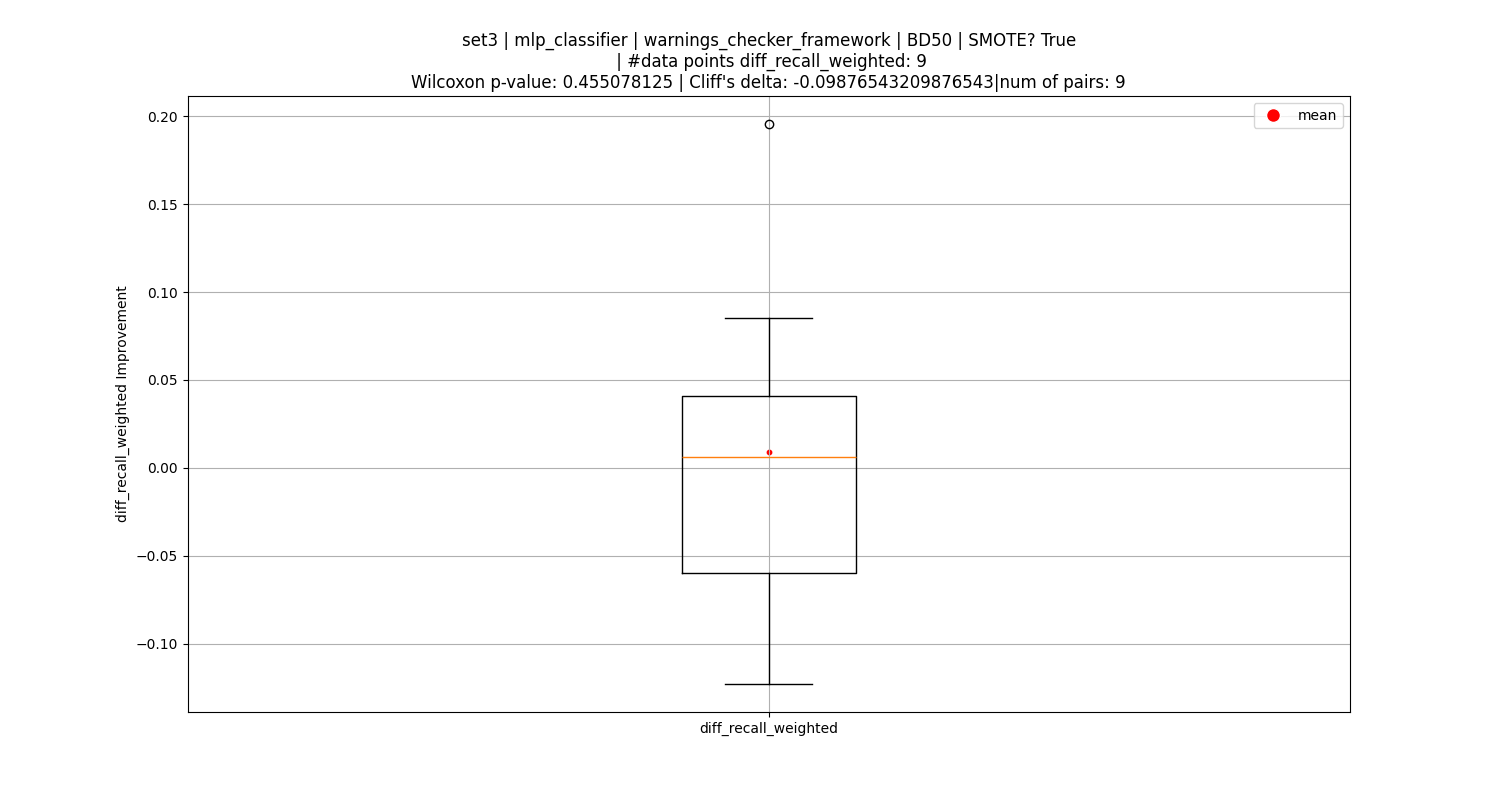 set3 | mlp_classifier | warnings_checker_framework | BD50 | SMOTE? True
| #data points diff_recall_weighted: 9
Wilcoxon p-value: 0.455078125 | Cliff's delta: -0.09876543209876543|num of pairs: 9
mean
0.20
0.15
0.10
0.05
0.00
−0.05
−0.10
diff_recall_weighted Improvement
diff_recall_weighted